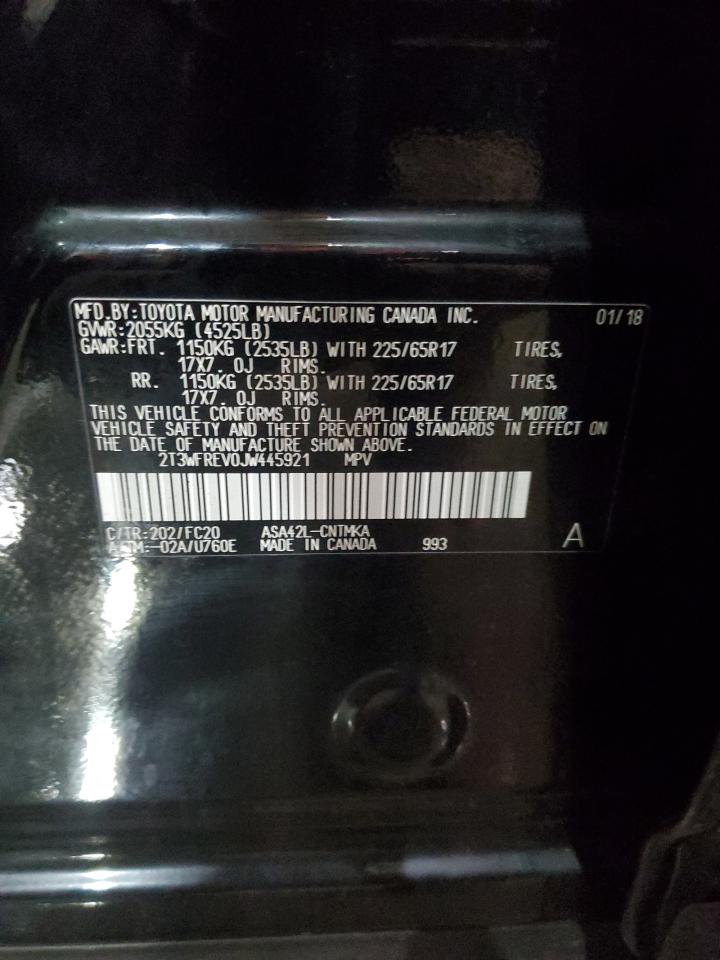 MFD.BY:TOYOTA MOTOR MANUFACTURING CANADA INC. 01/18
GVWR:2055KG (4525LB)
GAWR:FRT. 1150KG (2535LB) WITH 225/65R17 TIRES,
17X7.0J RIMS.
RR. 1150KG (2535LB) WITH 225/65R17 TIRES,
17X7.0J RIMS.
THIS VEHICLE CONFORMS TO ALL APPLICABLE FEDERAL MOTOR
VEHICLE SAFETY AND THEFT PREVENTION STANDARDS IN EFFECT ON
THE DATE OF MANUFACTURE SHOWN ABOVE.
2T3WFREV0JW445921 MPV
C/TR:202/FC20 ASA42L-CNTMKA
A/TM:-02A/U760E MADE IN CANADA 993 A